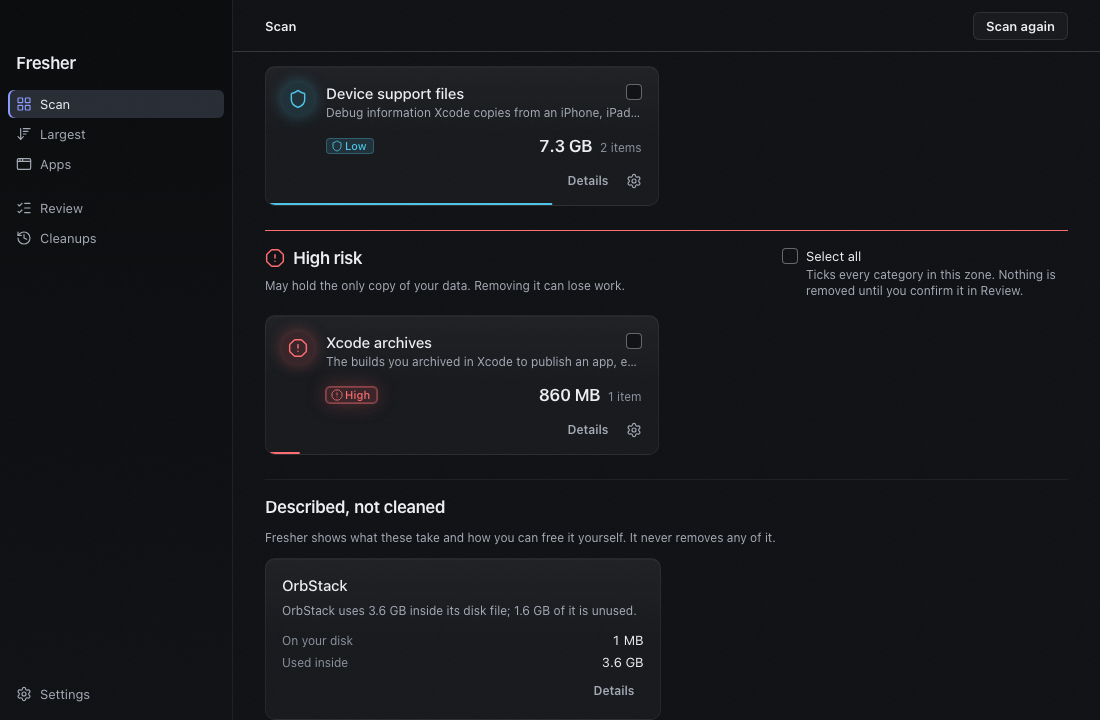 Fresher
Scan
Largest
Apps
Review
Cleanups
Settings
Scan
Scan again
Device support files
Debug information Xcode copies from an iPhone, iPad…
Low
7.3 GB 2 items
Details
High risk
May hold the only copy of your data. Removing it can lose work.
Select all
Ticks every category in this zone. Nothing is
removed until you confirm it in Review.
Xcode archives
The builds you archived in Xcode to publish an app, e…
High
860 MB 1 item
Details
Described, not cleaned
Fresher shows what these take and how you can free it yourself. It never removes any of it.
OrbStack
OrbStack uses 3.6 GB inside its disk file; 1.6 GB of it is unused.
On your disk 1 MB
Used inside 3.6 GB
Details